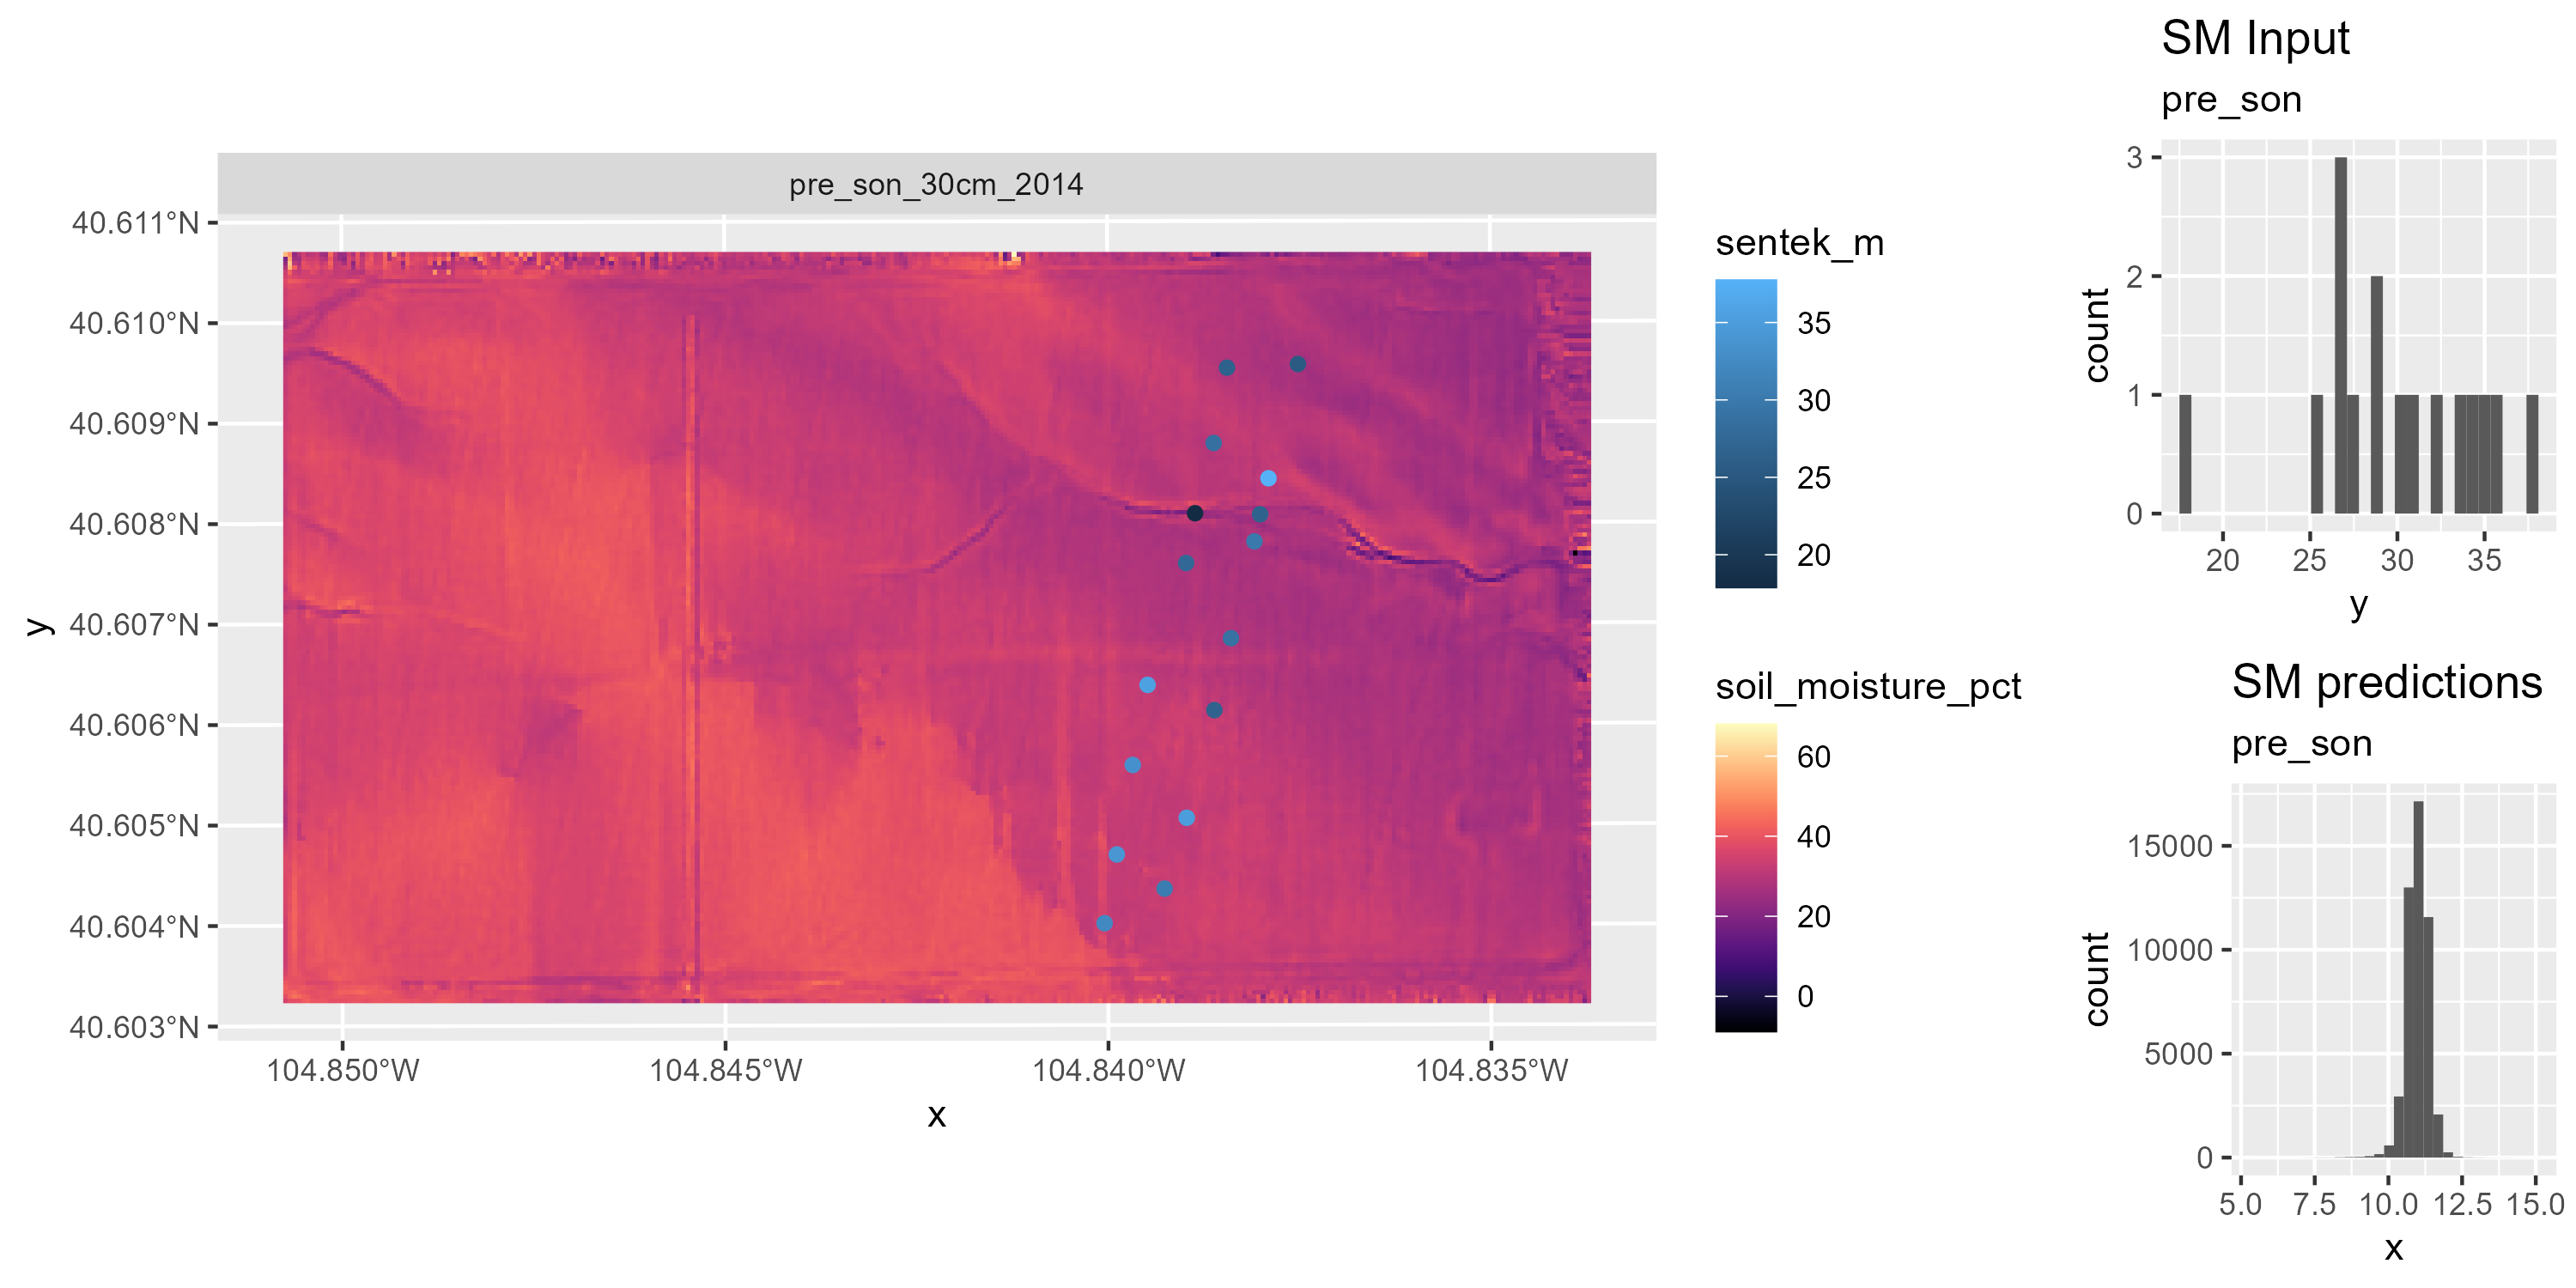 pre_son_30cm_2014
40.611°N
40.610°N
40.609°N
40.608°N
40.607°N
40.606°N
40.605°N
40.604°N
40.603°N
y
104.850°W 104.845°W 104.840°W 104.835°W
x
sentek_m
35
30
25
20
soil_moisture_pct
60
40
20
0
SM Input
pre_son
count
3
2
1
0
20 25 30 35
y
SM predictions
pre_son
count
15000
10000
5000
0
5.0 7.5 10.0 12.5 15.0
x